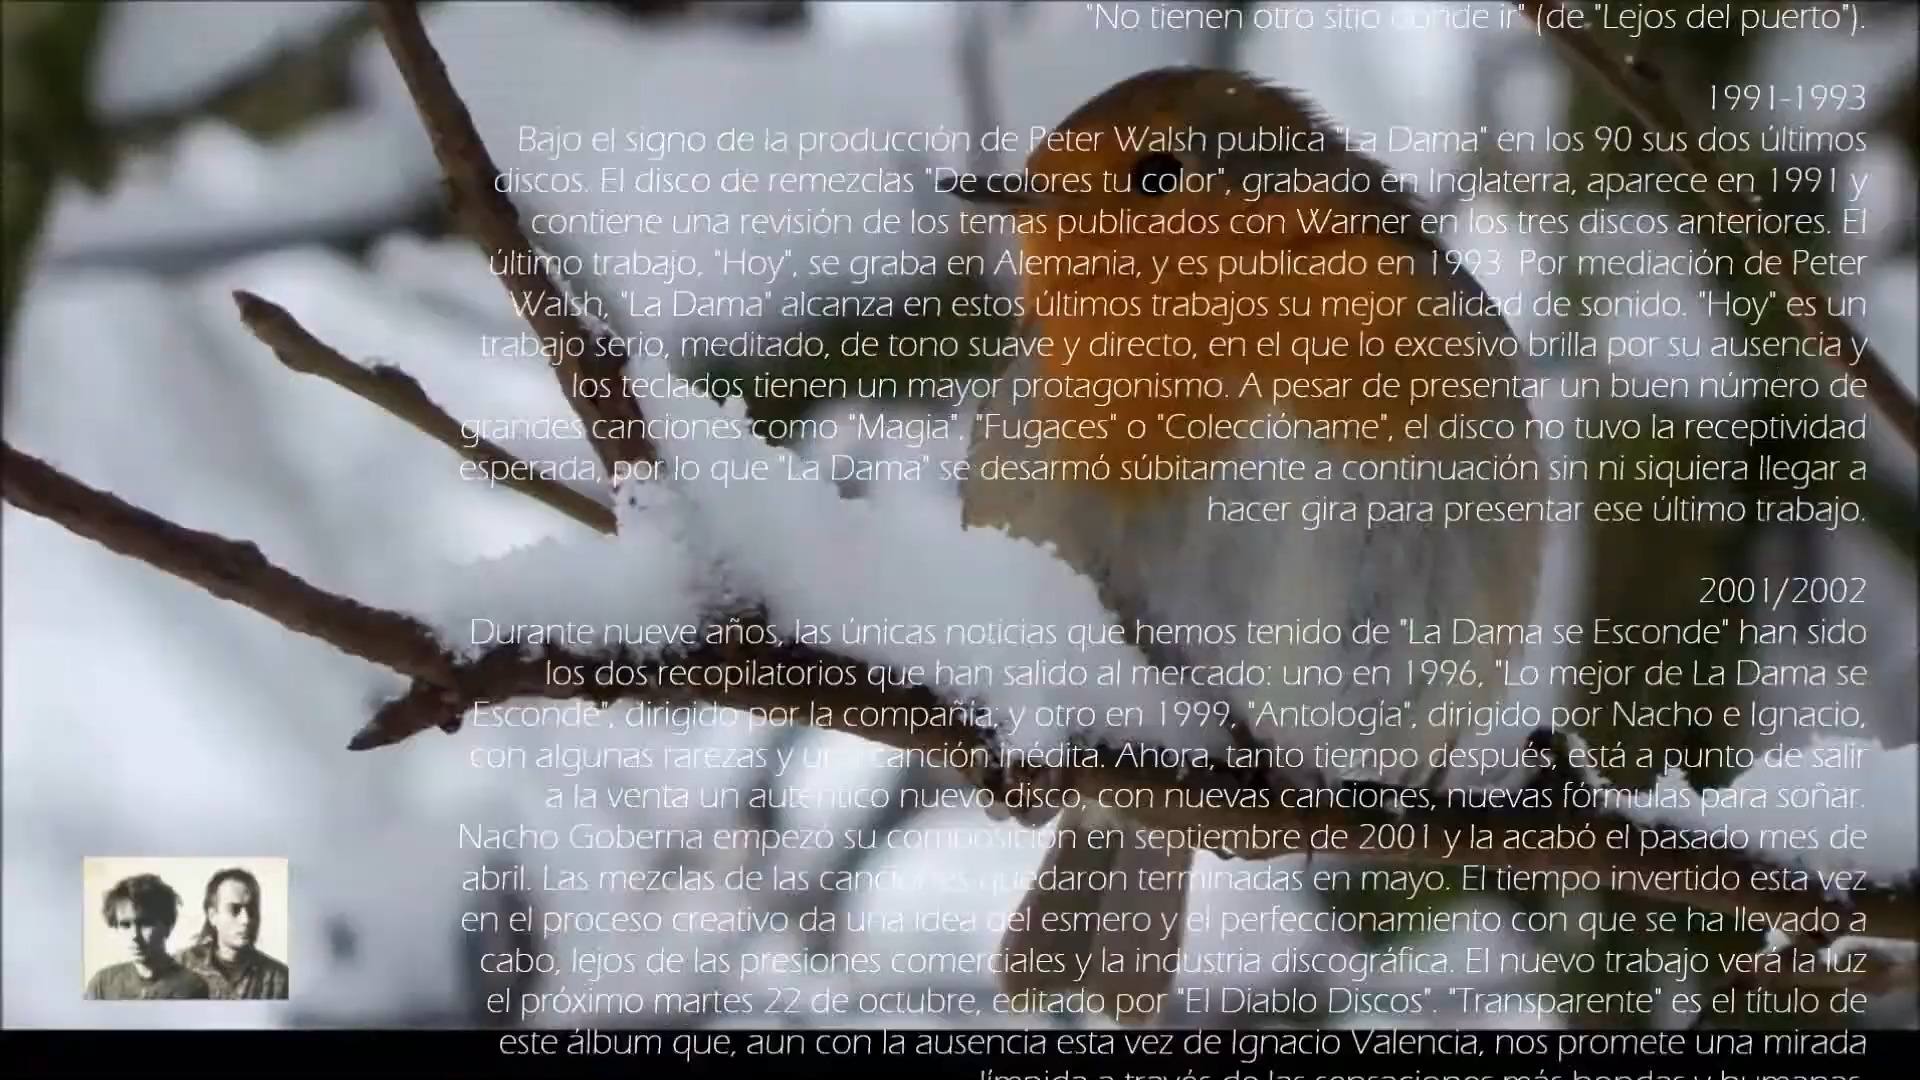 "No tienen otro sitio donde ir" (de "Lejos del puerto").
1991-1993
Bajo el signo de la producción de Peter Walsh publica "La Dama" en los 90 sus dos últimos
discos. El disco de remezclas "De colores tu color", grabado en Inglaterra, aparece en 1991 y
contiene una revisión de los temas publicados con Warner en los tres discos anteriores. El
último trabajo, "Hoy", se graba en Alemania, y es publicado en 1993. Por mediación de Peter
Walsh, "La Dama" alcanza en estos últimos trabajos su mejor calidad de sonido. "Hoy" es un
trabajo serio, meditado, de tono suave y directo, en el que lo excesivo brilla por su ausencia y
los teclados tienen un mayor protagonismo. A pesar de presentar un buen número de
grandes canciones como "Magia", "Fugaces" o "Coleccióname", el disco no tuvo la receptividad
esperada, por lo que "La Dama" se desarmó súbitamente a continuación sin ni siquiera llegar a
hacer gira para presentar ese último trabajo.
2001/2002
Durante nueve años, las únicas noticias que hemos tenido de "La Dama se Esconde" han sido
los dos recopilatorios que han salido al mercado: uno en 1996, "Lo mejor de La Dama se
Esconde", dirigido por la compañía, y otro en 1999, "Antología", dirigido por Nacho e Ignacio,
con algunas rarezas y una canción inédita. Ahora, tanto tiempo después, está a punto de salir
a la venta un auténtico nuevo disco, con nuevas canciones, nuevas fórmulas para soñar.
Nacho Goberna empezó su composición en septiembre de 2001 y la acabó el pasado mes de
abril. Las mezclas de las canciones quedaron terminadas en mayo. El tiempo invertido esta vez
en el proceso creativo da una idea del esmero y el perfeccionamiento con que se ha llevado a
cabo, lejos de las presiones comerciales y la industria discográfica. El nuevo trabajo verá la luz
el próximo martes 22 de octubre, editado por "El Diablo Discos". "Transparente" es el título de
este álbum que, aun con la ausencia esta vez de Ignacio Valencia, nos promete una mirada
límpida a través de las sensaciones más hondas y humanas.